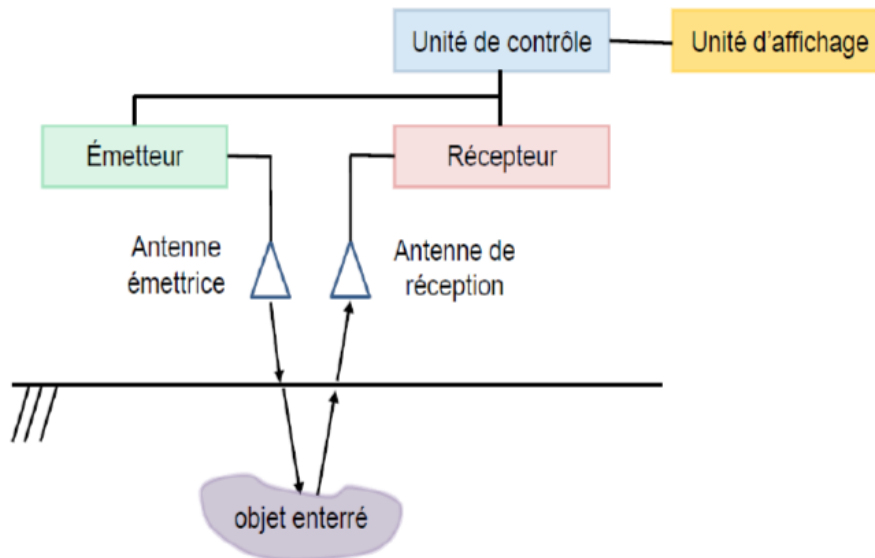 Unité de contrôle
Unité d'affichage
Émetteur
Récepteur
Antenne
émettrice
Antenne de
réception
objet enterré